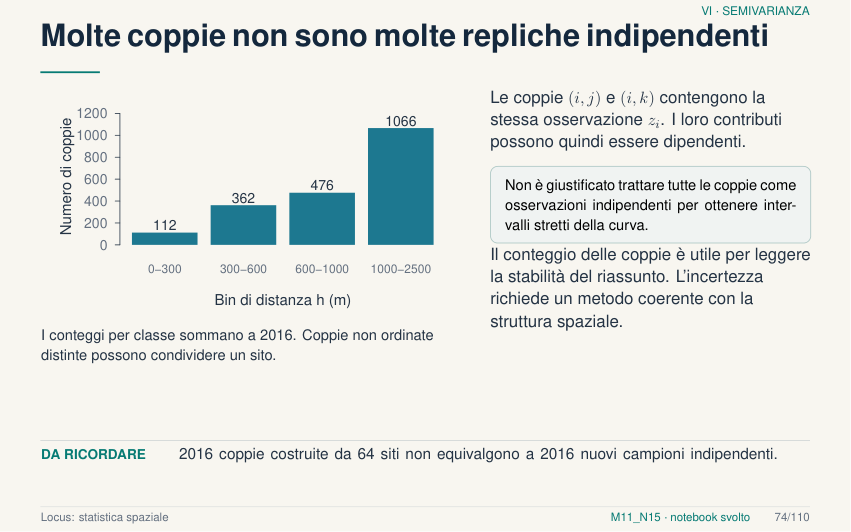 VI · SEMIVARIANZA
Molte coppie non sono molte repliche indipendenti
Numero di coppie
1200
1000
800
600
400
200
0
112
362
476
1066
0–300
300–600
600–1000
1000–2500
Bin di distanza h (m)
I conteggi per classe sommano a 2016. Coppie non ordinate
distinte possono condividere un sito.
Le coppie (i, j) e (i, k) contengono la
stessa osservazione zᵢ. I loro contributi
possono quindi essere dipendenti.
Non è giustificato trattare tutte le coppie come
osservazioni indipendenti per ottenere inter-
valli stretti della curva.
Il conteggio delle coppie è utile per leggere
la stabilità del riassunto. L'incertezza
richiede un metodo coerente con la
struttura spaziale.
DA RICORDARE 2016 coppie costruite da 64 siti non equivalgono a 2016 nuovi campioni indipendenti.
Locus: statistica spaziale M11_N15 · notebook svolto 74/110